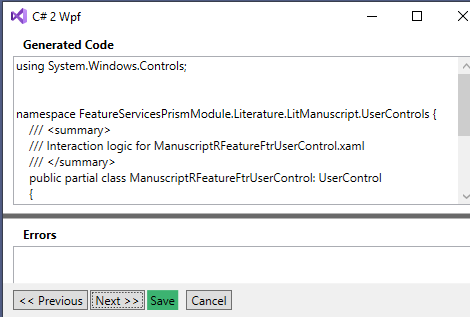 C# 2 Wpf
Generated Code
using System.Windows.Controls;
namespace FeatureServicesPrismModule.Literature.LitManuscript.UserControls {
/// <summary>
/// Interaction logic for ManuscriptRFeatureFtrUserControl.xaml
/// </summary>
public partial class ManuscriptRFeatureFtrUserControl: UserControl
{
Errors
<< Previous Next >> Save Cancel